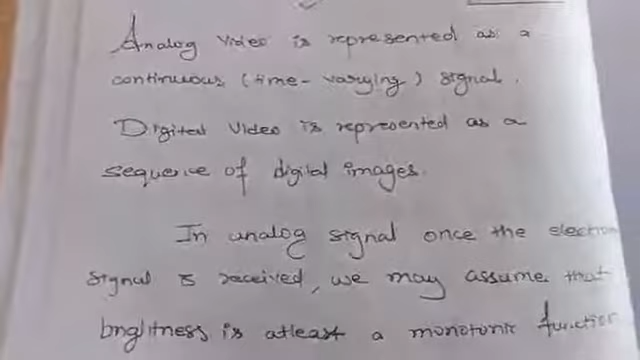 Analog video is represented as a
continuous (time-varying) signal.
Digital video is represented as a
sequence of digital images.
In analog signal once the electron
signal is received, we may assume that
brightness is atleast a monotonic function